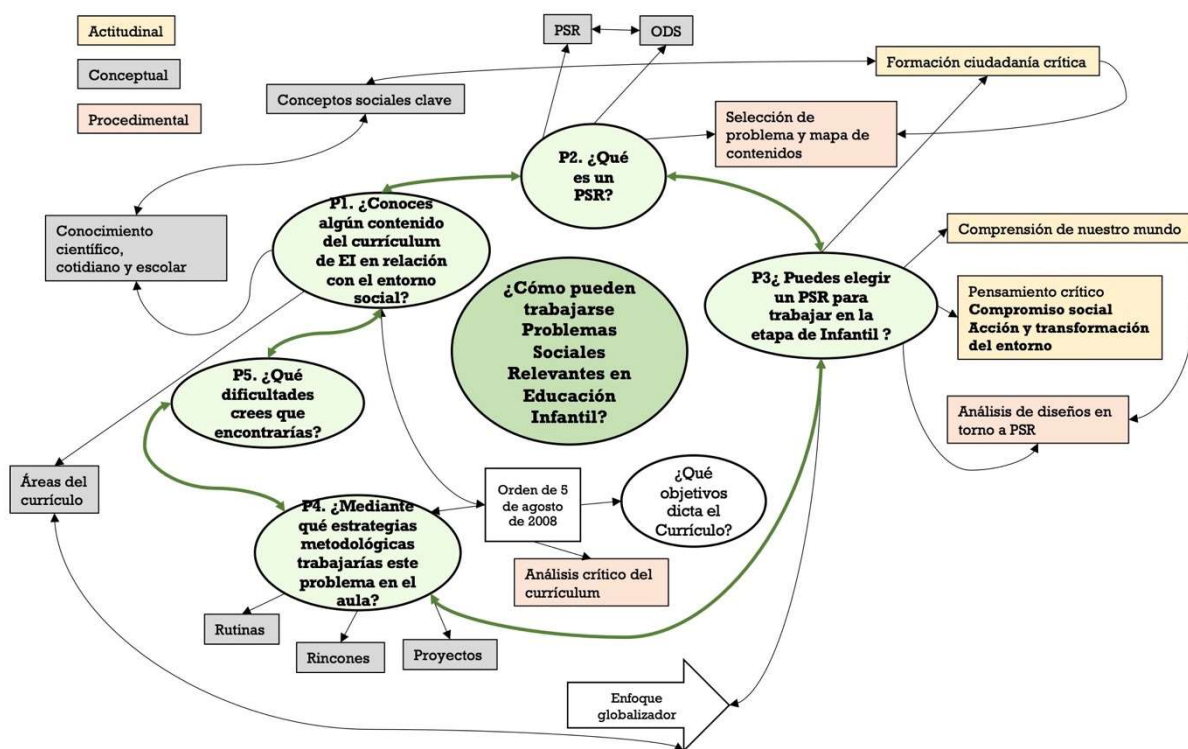 Actitudinal
Conceptual
Procedimental
PSR
ODS
Formación ciudadanía crítica
Conceptos sociales clave
Selección de
problema y mapa de
contenidos
P2. ¿Qué
es un
PSR?
P1. ¿Conoces
algún contenido
del currículum
de EI en relación
con el entorno
social?
Conocimiento
científico,
cotidiano y escolar
Comprensión de nuestro mundo
P3¿ Puedes elegir
un PSR para
trabajar en la
etapa de Infantil ?
¿Cómo pueden
trabajarse
Problemas
Sociales
Relevantes en
Educación
Infantil?
Pensamiento crítico
Compromiso social
Acción y transformación
del entorno
P5. ¿Qué
dificultades
crees que
encontrarías?
Análisis de diseños en
torno a PSR
Áreas del
currículo
Orden de 5
de agosto
de 2008
¿Qué
objetivos
dicta el
Currículo?
P4. ¿Mediante
qué estrategias
metodológicas
trabajarías este
problema en el
aula?
Análisis crítico del
currículum
Rutinas
Rincones
Proyectos
Enfoque
globalizador